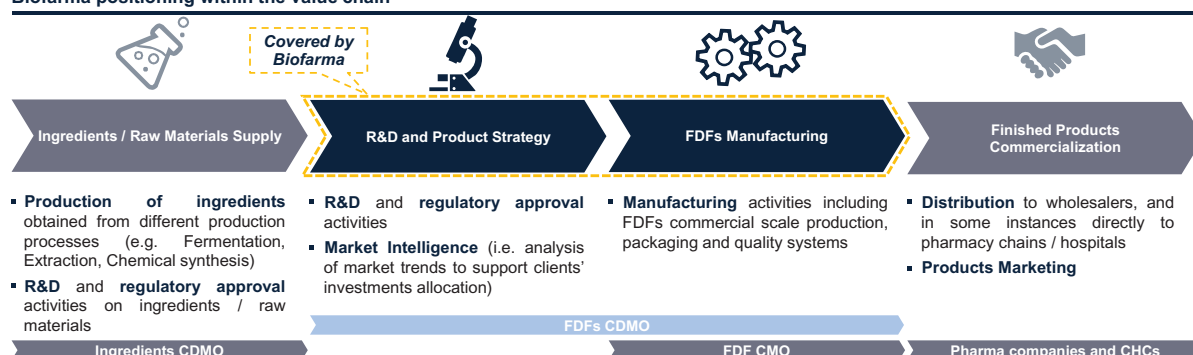 Biofarma positioning within the value chain
Covered by
Biofarma
Ingredients / Raw Materials Supply
R&D and Product Strategy
FDFs Manufacturing
Finished Products
Commercialization
▪ Production of ingredients
obtained from different production
processes (e.g. Fermentation,
Extraction, Chemical synthesis)
▪ R&D and regulatory approval
activities on ingredients / raw
materials
▪ R&D and regulatory approval
activities
▪ Market Intelligence (i.e. analysis
of market trends to support clients’
investments allocation)
▪ Manufacturing activities including
FDFs commercial scale production,
packaging and quality systems
▪ Distribution to wholesalers, and
in some instances directly to
pharmacy chains / hospitals
▪ Products Marketing
FDFs CDMO
Ingredients CDMO
FDF CMO
Pharma companies and CHCs